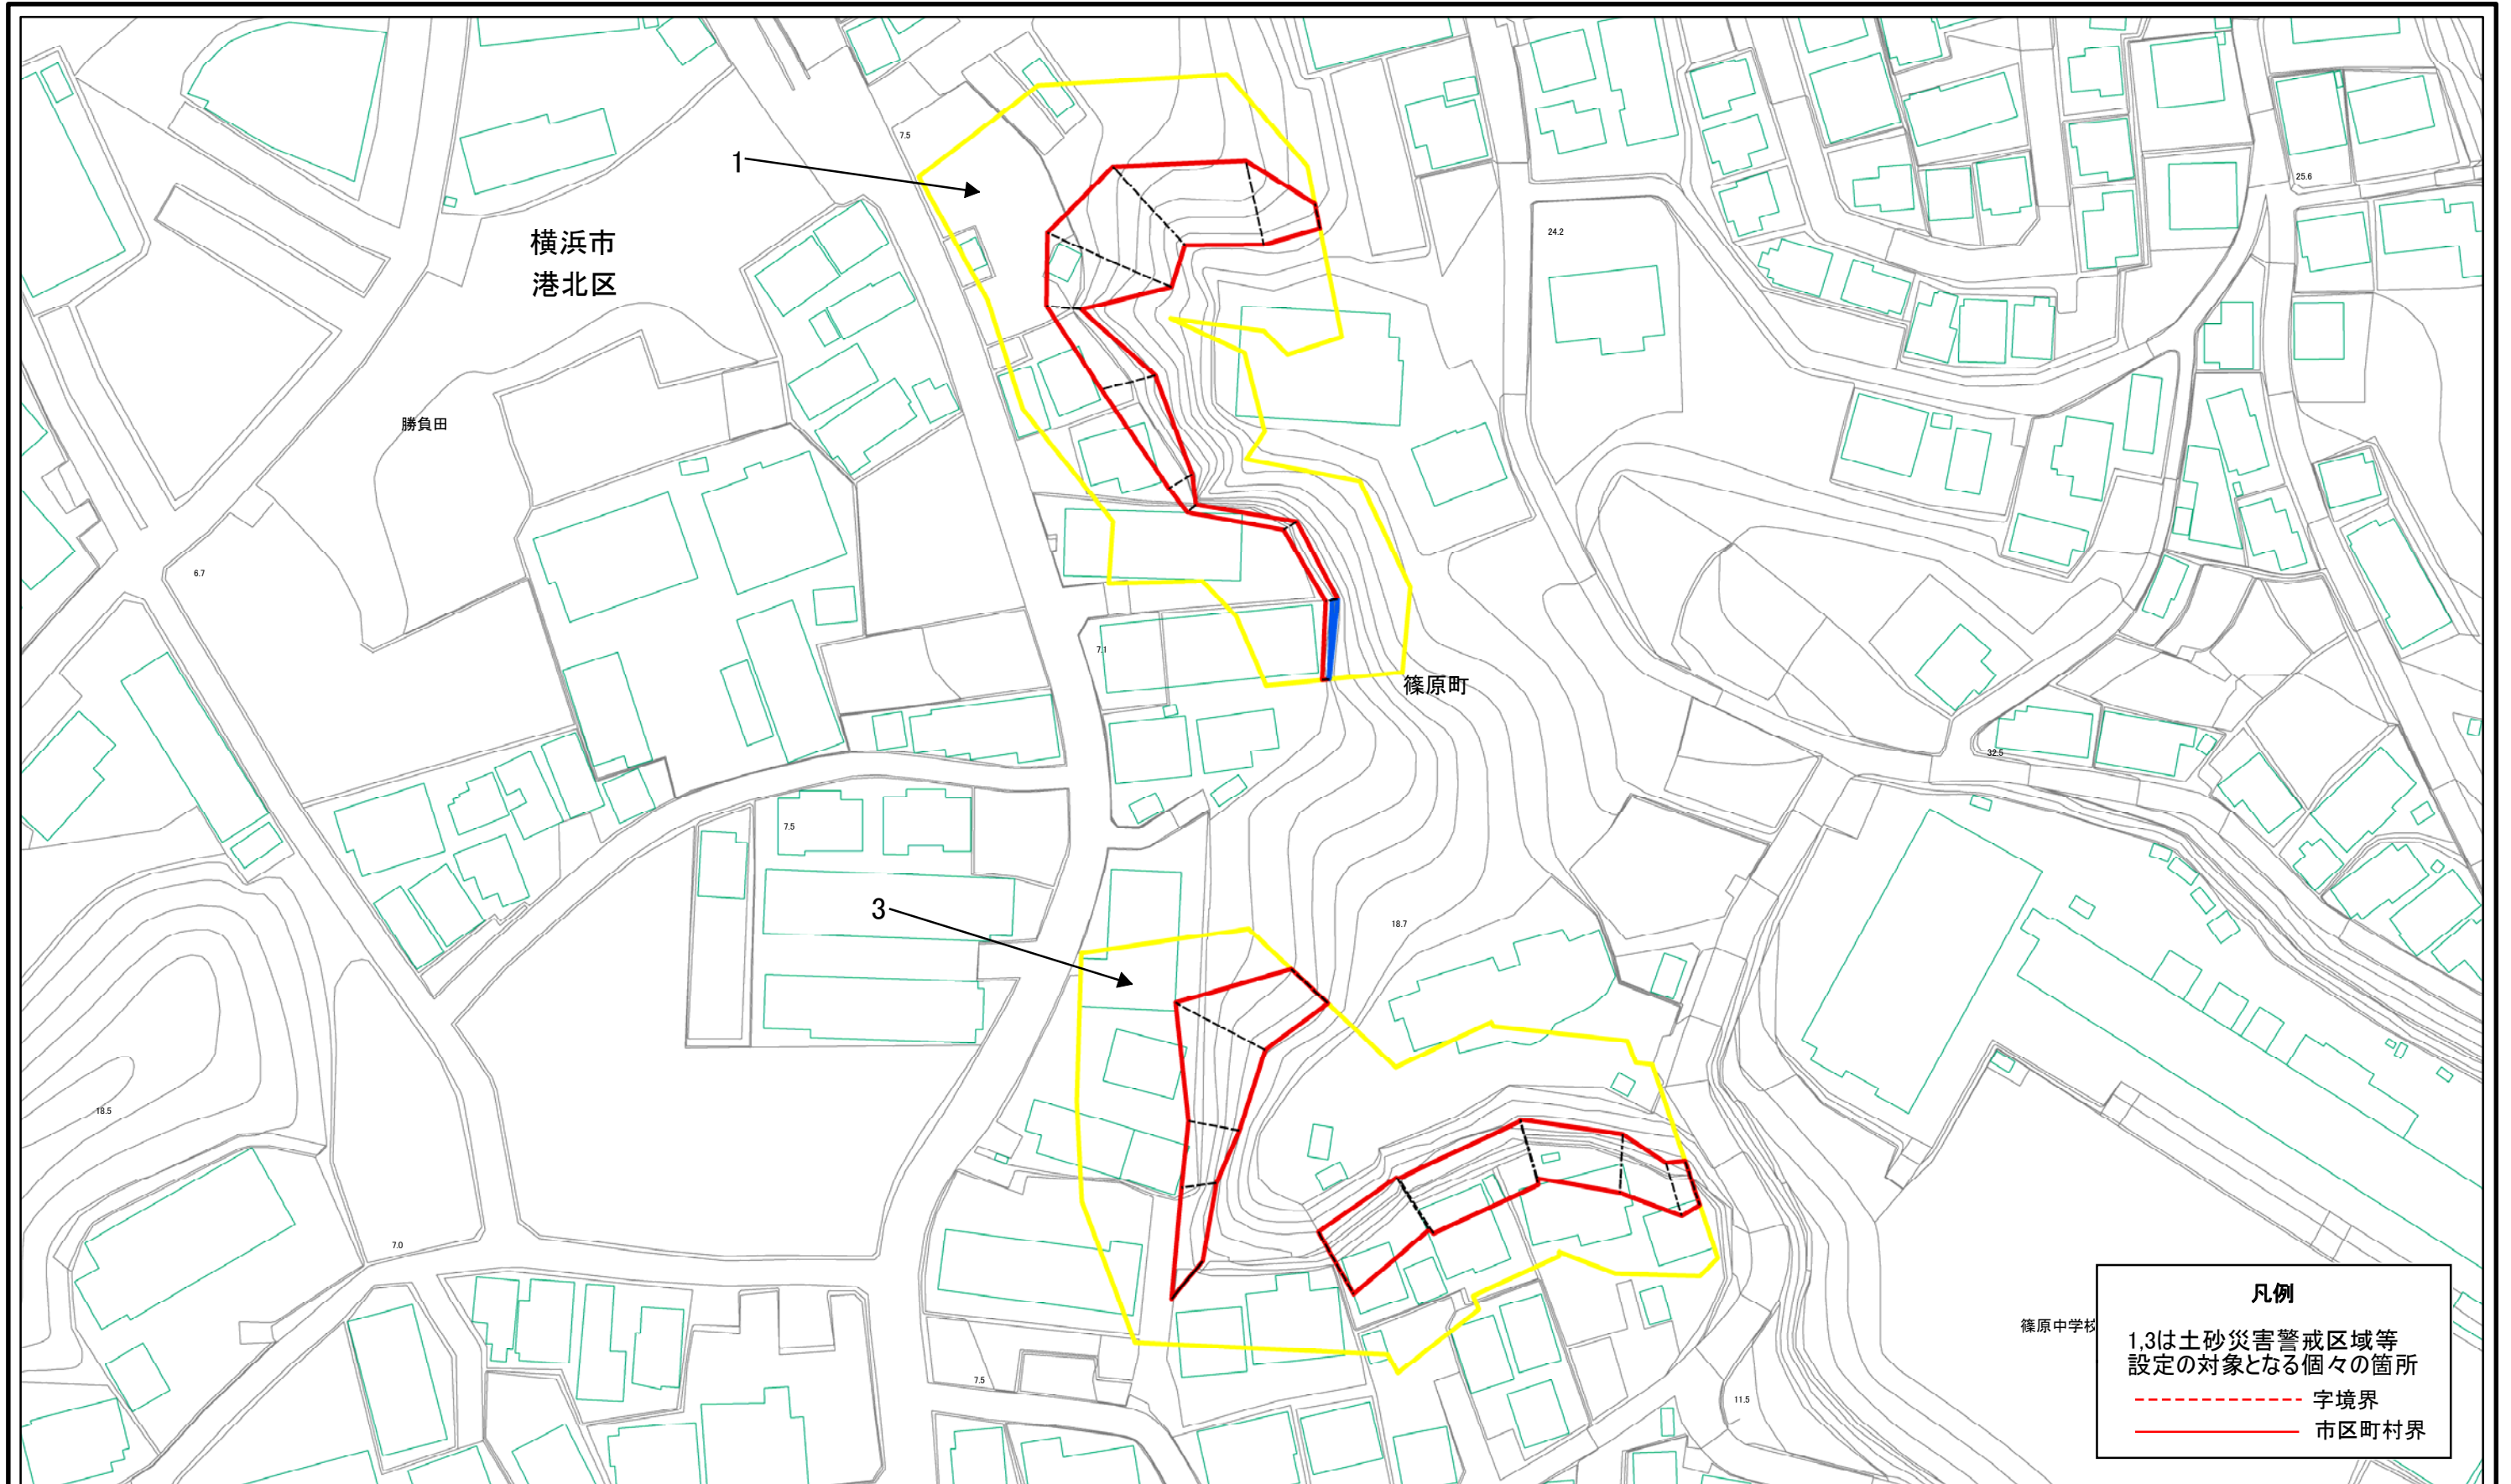 7.5
1
25.6
横浜市
港北区
24.2
勝負田
6.7
7.1
篠原町
32.5
7.5
3
18.7
18.5
7.0
凡例
1,3は土砂災害警戒区域等
設定の対象となる個々の箇所
字境界
市区町村界
篠原中学校
7.5
11.5